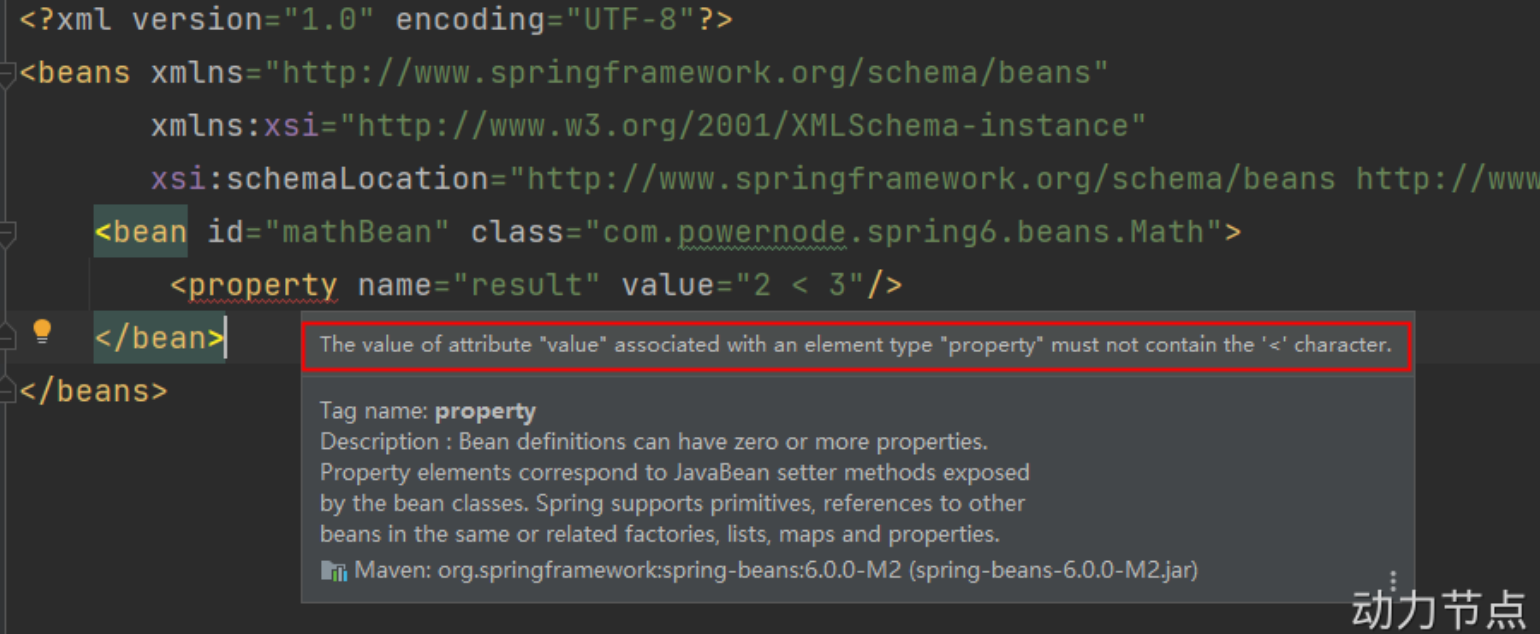 <?xml version="1.0" encoding="UTF-8"?>
<beans xmlns="http://www.springframework.org/schema/beans"
xmlns:xsi="http://www.w3.org/2001/XMLSchema-instance"
xsi:schemaLocation="http://www.springframework.org/schema/beans http://www
<bean id="mathBean" class="com.powernode.spring6.beans.Math">
<property name="result" value="2 < 3"/>
</bean>
The value of attribute "value" associated with an element type "property" must not contain the '<' character.
</beans>
Tag name: property
Description : Bean definitions can have zero or more properties.
Property elements correspond to JavaBean setter methods exposed
by the bean classes. Spring supports primitives, references to other
beans in the same or related factories, lists, maps and properties.
Maven: org.springframework:spring-beans:6.0.0-M2 (spring-beans-6.0.0-M2.jar)
动力节点